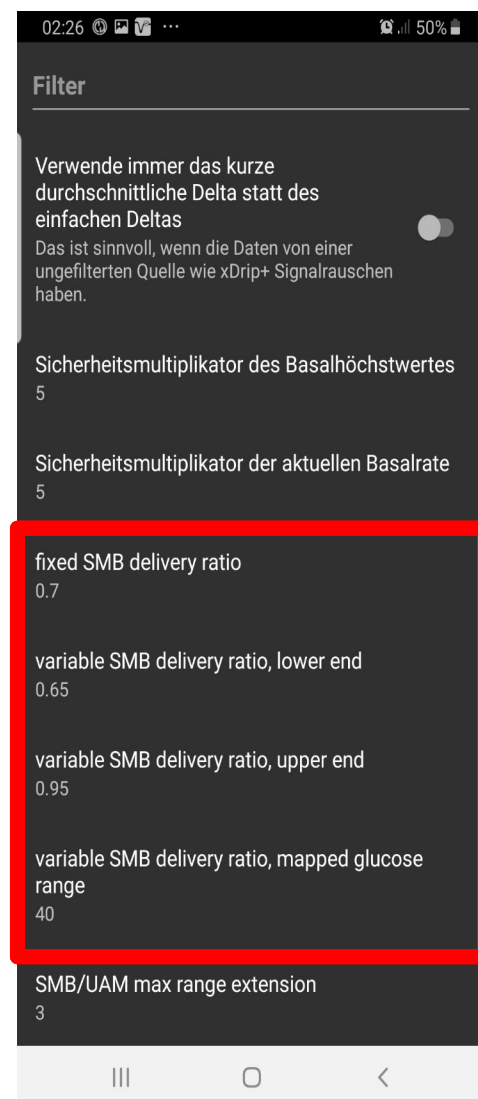 02:26 ... 50%
Filter
Verwende immer das kurze
durchschnittliche Delta statt des
einfachen Deltas
Das ist sinnvoll, wenn die Daten von einer
ungefilterten Quelle wie xDrip+ Signalrauschen
haben.
Sicherheitsmultiplikator des Basalhöchstwertes
5
Sicherheitsmultiplikator der aktuellen Basalrate
5
fixed SMB delivery ratio
0.7
variable SMB delivery ratio, lower end
0.65
variable SMB delivery ratio, upper end
0.95
variable SMB delivery ratio, mapped glucose
range
40
SMB/UAM max range extension
3